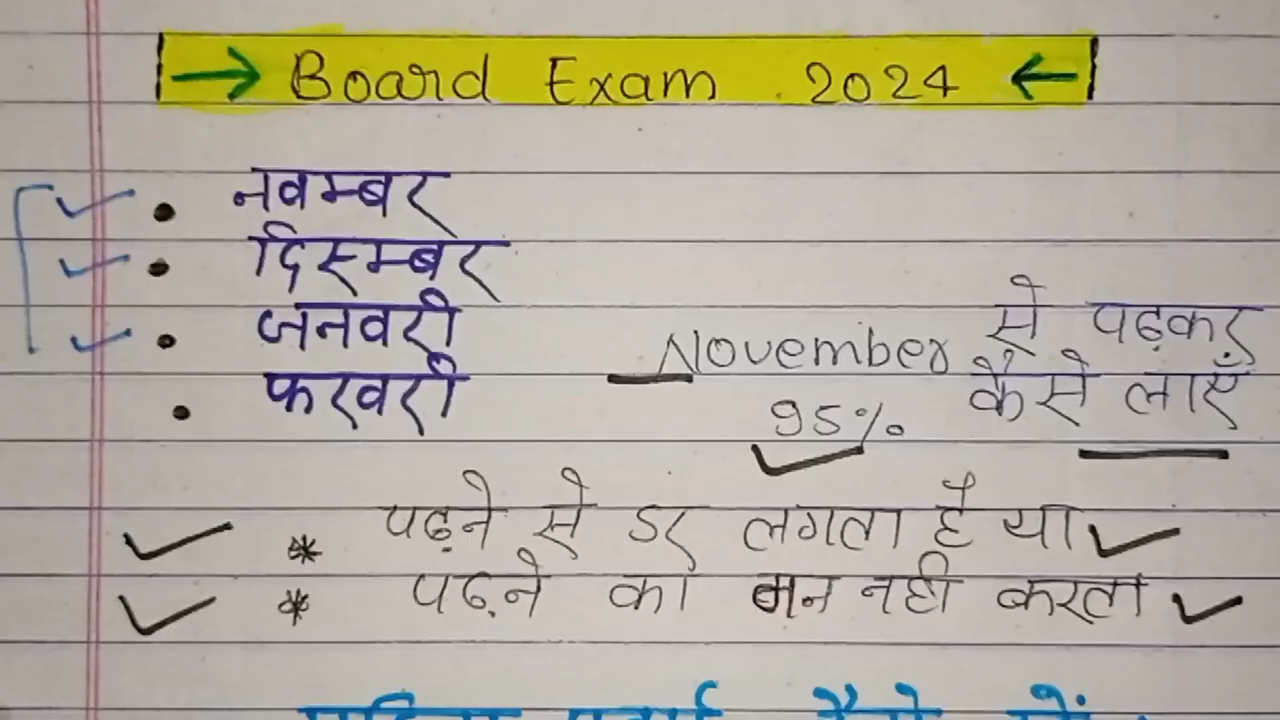 → Board Exam 2024 ←
• नवम्बर
• दिसम्बर
• जनवरी
• फरवरी
November से पढ़कर
95% कैसे लाएँ
* पढ़ने से डर लगता है या
* पढ़ने का मन नही करता